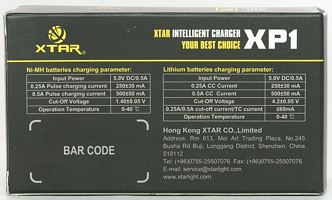 XTAR
XTAR INTELLIGENT CHARGER
YOUR BEST CHOICE
XP1
Ni-MH batteries charging parameter:
Input Power 5.0V DC/0.5A
0.25A Pulse charging current 250±30 mA
0.5A Pulse charging current 500±50 mA
Cut-Off Voltage 1.40±0.05 V
Operation Temperature 0-40 ℃
Lithium batteries charging parameter:
Input Power 5.0V DC/0.5A
0.25A CC Current 250±30 mA
0.5A CC Current 500±50 mA
Cut-off Voltage 4.2±0.05 V
0.25A/0.5A cut-off current/TC current ≤60mA
Operation Temperature 0-40 ℃
BAR CODE
Hong Kong XTAR CO.,Limited
Address: Rm 813, Moi Art Trading Plaza, No.245
Busha Rd Buji, Longgang District, Shenzhen, China
518112
Tel: (+86)0755-25507076 Fax: (+86)0755-25507076
E-mail: service@xtarlight.com
www.xtarlight.com